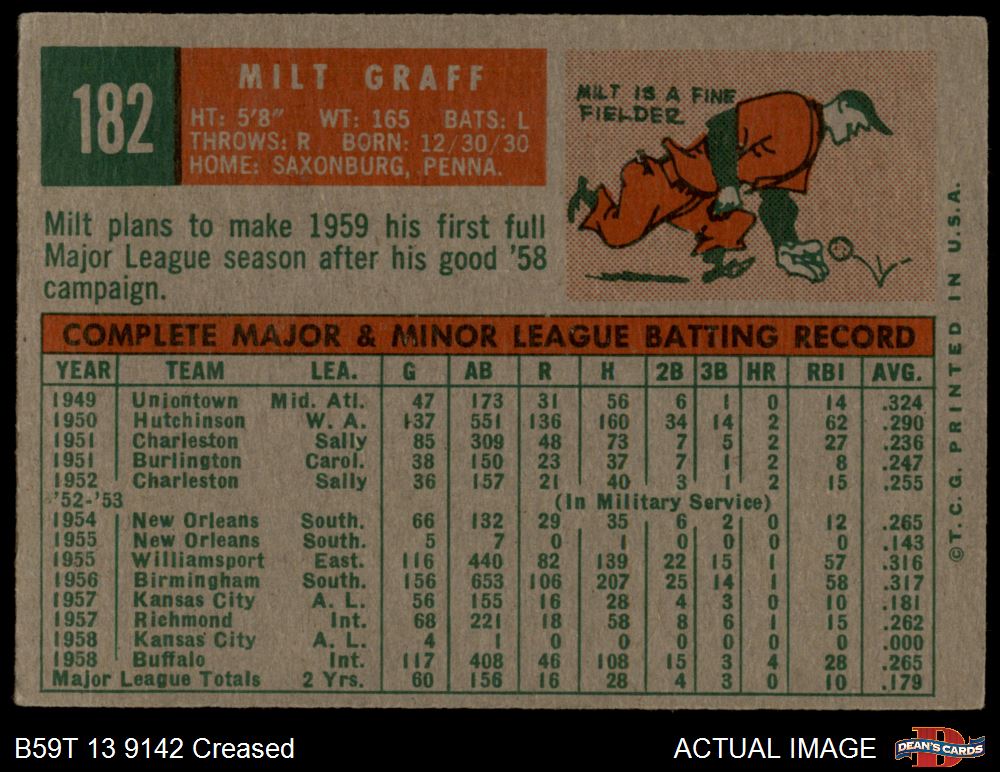 182
MILT GRAFF
HT: 5'8" WT: 165 BATS: L
THROWS: R BORN: 12/30/30
HOME: SAXONBURG, PENNA.
MILT IS A FINE
FIELDER
Milt plans to make 1959 his first full
Major League season after his good '58
campaign.
COMPLETE MAJOR & MINOR LEAGUE BATTING RECORD
YEAR TEAM LEA. G AB R H 2B 3B HR RBI AVG.
1949 Uniontown Mid. Atl. 47 173 31 56 6 1 0 14 .324
1950 Hutchinson W. A. 137 551 136 160 34 14 2 62 .290
1951 Charleston Sally 85 309 48 73 7 5 2 27 .236
1951 Burlington Carol. 38 150 23 37 7 1 2 8 .247
1952 Charleston Sally 36 157 21 40 3 1 2 15 .255
'52-'53 (In Military Service)
1954 New Orleans South. 66 132 29 35 6 2 0 12 .265
1955 New Orleans South. 5 7 0 1 0 0 0 0 .143
1955 Williamsport East. 116 440 82 139 22 15 1 57 .316
1956 Birmingham South. 156 653 106 207 25 14 1 58 .317
1957 Kansas City A. L. 56 155 16 28 4 3 0 10 .181
1957 Richmond Int. 68 221 18 58 8 6 1 15 .262
1958 Kansas City A. L. 4 1 0 0 0 0 0 0 .000
1958 Buffalo Int. 117 408 46 108 15 3 4 28 .265
Major League Totals 2 Yrs. 60 156 16 28 4 3 0 10 .179
©T.C.G. PRINTED IN U.S.A.
B59T 13 9142 Creased
ACTUAL IMAGE
DEAN'S CARDS